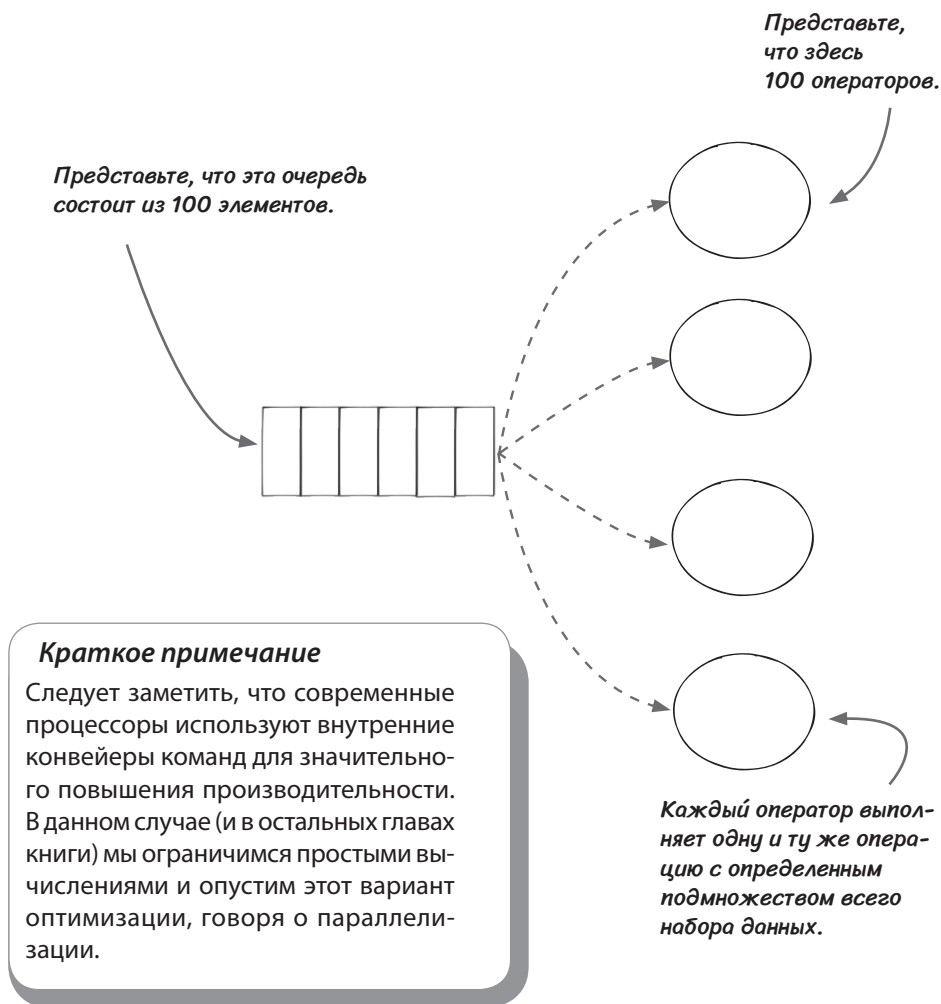 Представьте,
что здесь
100 операторов.
Представьте, что эта очередь
состоит из 100 элементов.
Краткое примечание
Следует заметить, что современные
процессоры используют внутренние
конвейеры команд для значительно-
го повышения производительности.
В данном случае (и в остальных главах
книги) мы ограничимся простыми вы-
числениями и опустим этот вариант
оптимизации, говоря о параллели-
зации.
Каждый оператор выпол-
няет одну и ту же опера-
цию с определенным
подмножеством всего
набора данных.